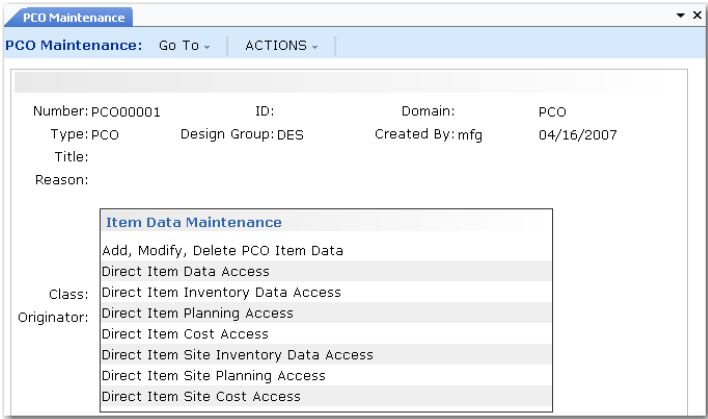 PCO Maintenance
PCO Maintenance: Go To ACTIONS
Number: PCO00001 ID: Domain: PCO
Type: PCO Design Group: DES Created By: mfg 04/16/2007
Title:
Reason:
Item Data Maintenance
Add, Modify, Delete PCO Item Data
Direct Item Data Access
Class: Direct Item Inventory Data Access
Originator: Direct Item Planning Access
Direct Item Cost Access
Direct Item Site Inventory Data Access
Direct Item Site Planning Access
Direct Item Site Cost Access